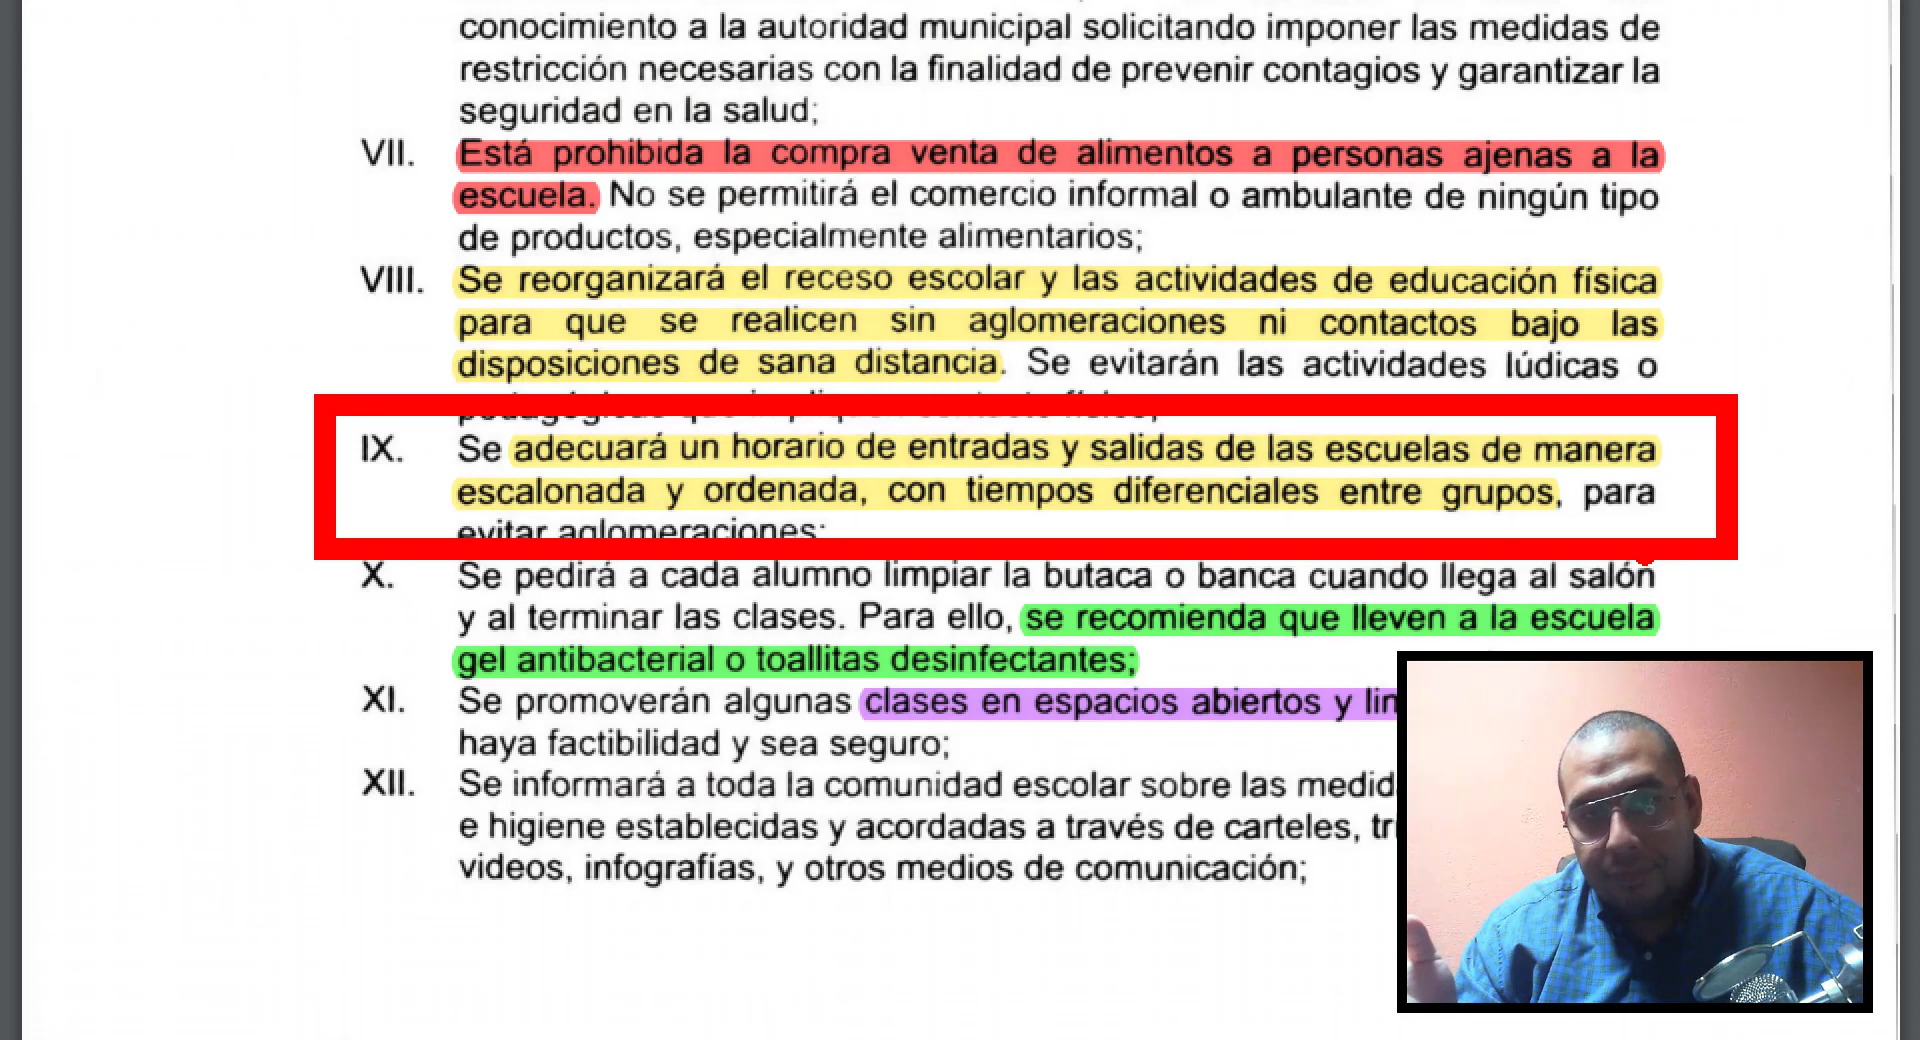 conocimiento a la autoridad municipal solicitando imponer las medidas de
restricción necesarias con la finalidad de prevenir contagios y garantizar la
seguridad en la salud;
VII. Está prohibida la compra venta de alimentos a personas ajenas a la
escuela. No se permitirá el comercio informal o ambulante de ningún tipo
de productos, especialmente alimentarios;
VIII. Se reorganizará el receso escolar y las actividades de educación física
para que se realicen sin aglomeraciones ni contactos bajo las
disposiciones de sana distancia. Se evitarán las actividades lúdicas o
pedagógicas que impliquen contacto físico;
IX. Se adecuará un horario de entradas y salidas de las escuelas de manera
escalonada y ordenada, con tiempos diferenciales entre grupos, para
evitar aglomeraciones;
X. Se pedirá a cada alumno limpiar la butaca o banca cuando llega al salón
y al terminar las clases. Para ello, se recomienda que lleven a la escuela
gel antibacterial o toallitas desinfectantes;
XI. Se promoverán algunas clases en espacios abiertos y
haya factibilidad y sea seguro;
XII. Se informará a toda la comunidad escolar sobre las
e higiene establecidas y acordadas a través de carteles,
videos, infografías, y otros medios de comunicación;